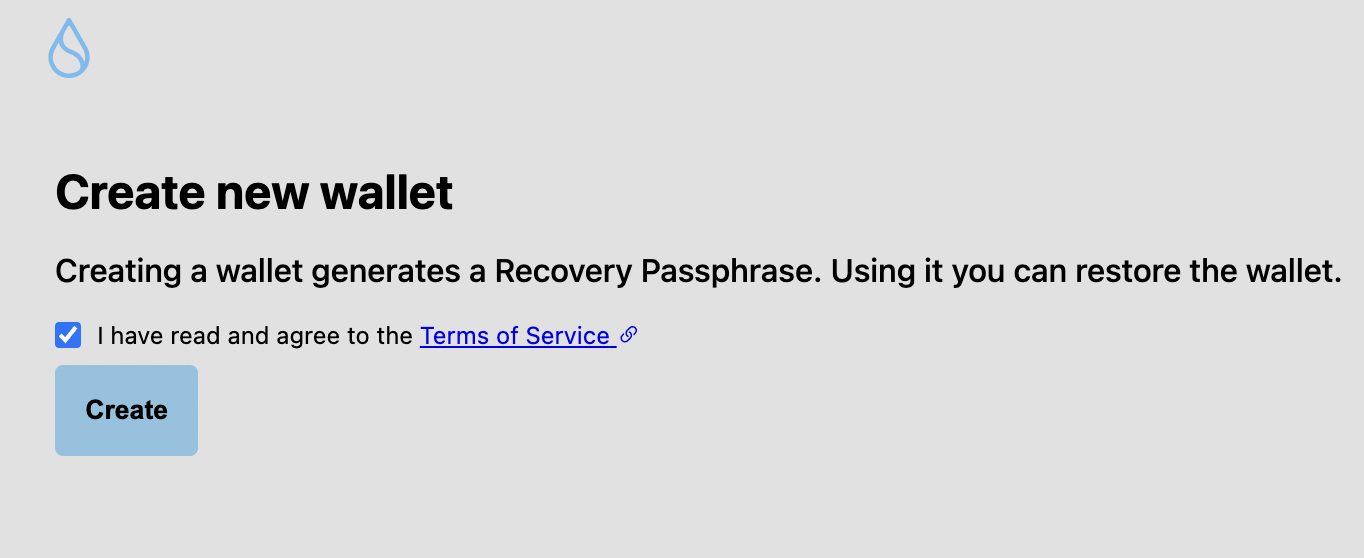 Create new wallet
Creating a wallet generates a Recovery Passphrase. Using it you can restore the wallet.
I have read and agree to the Terms of Service
Create